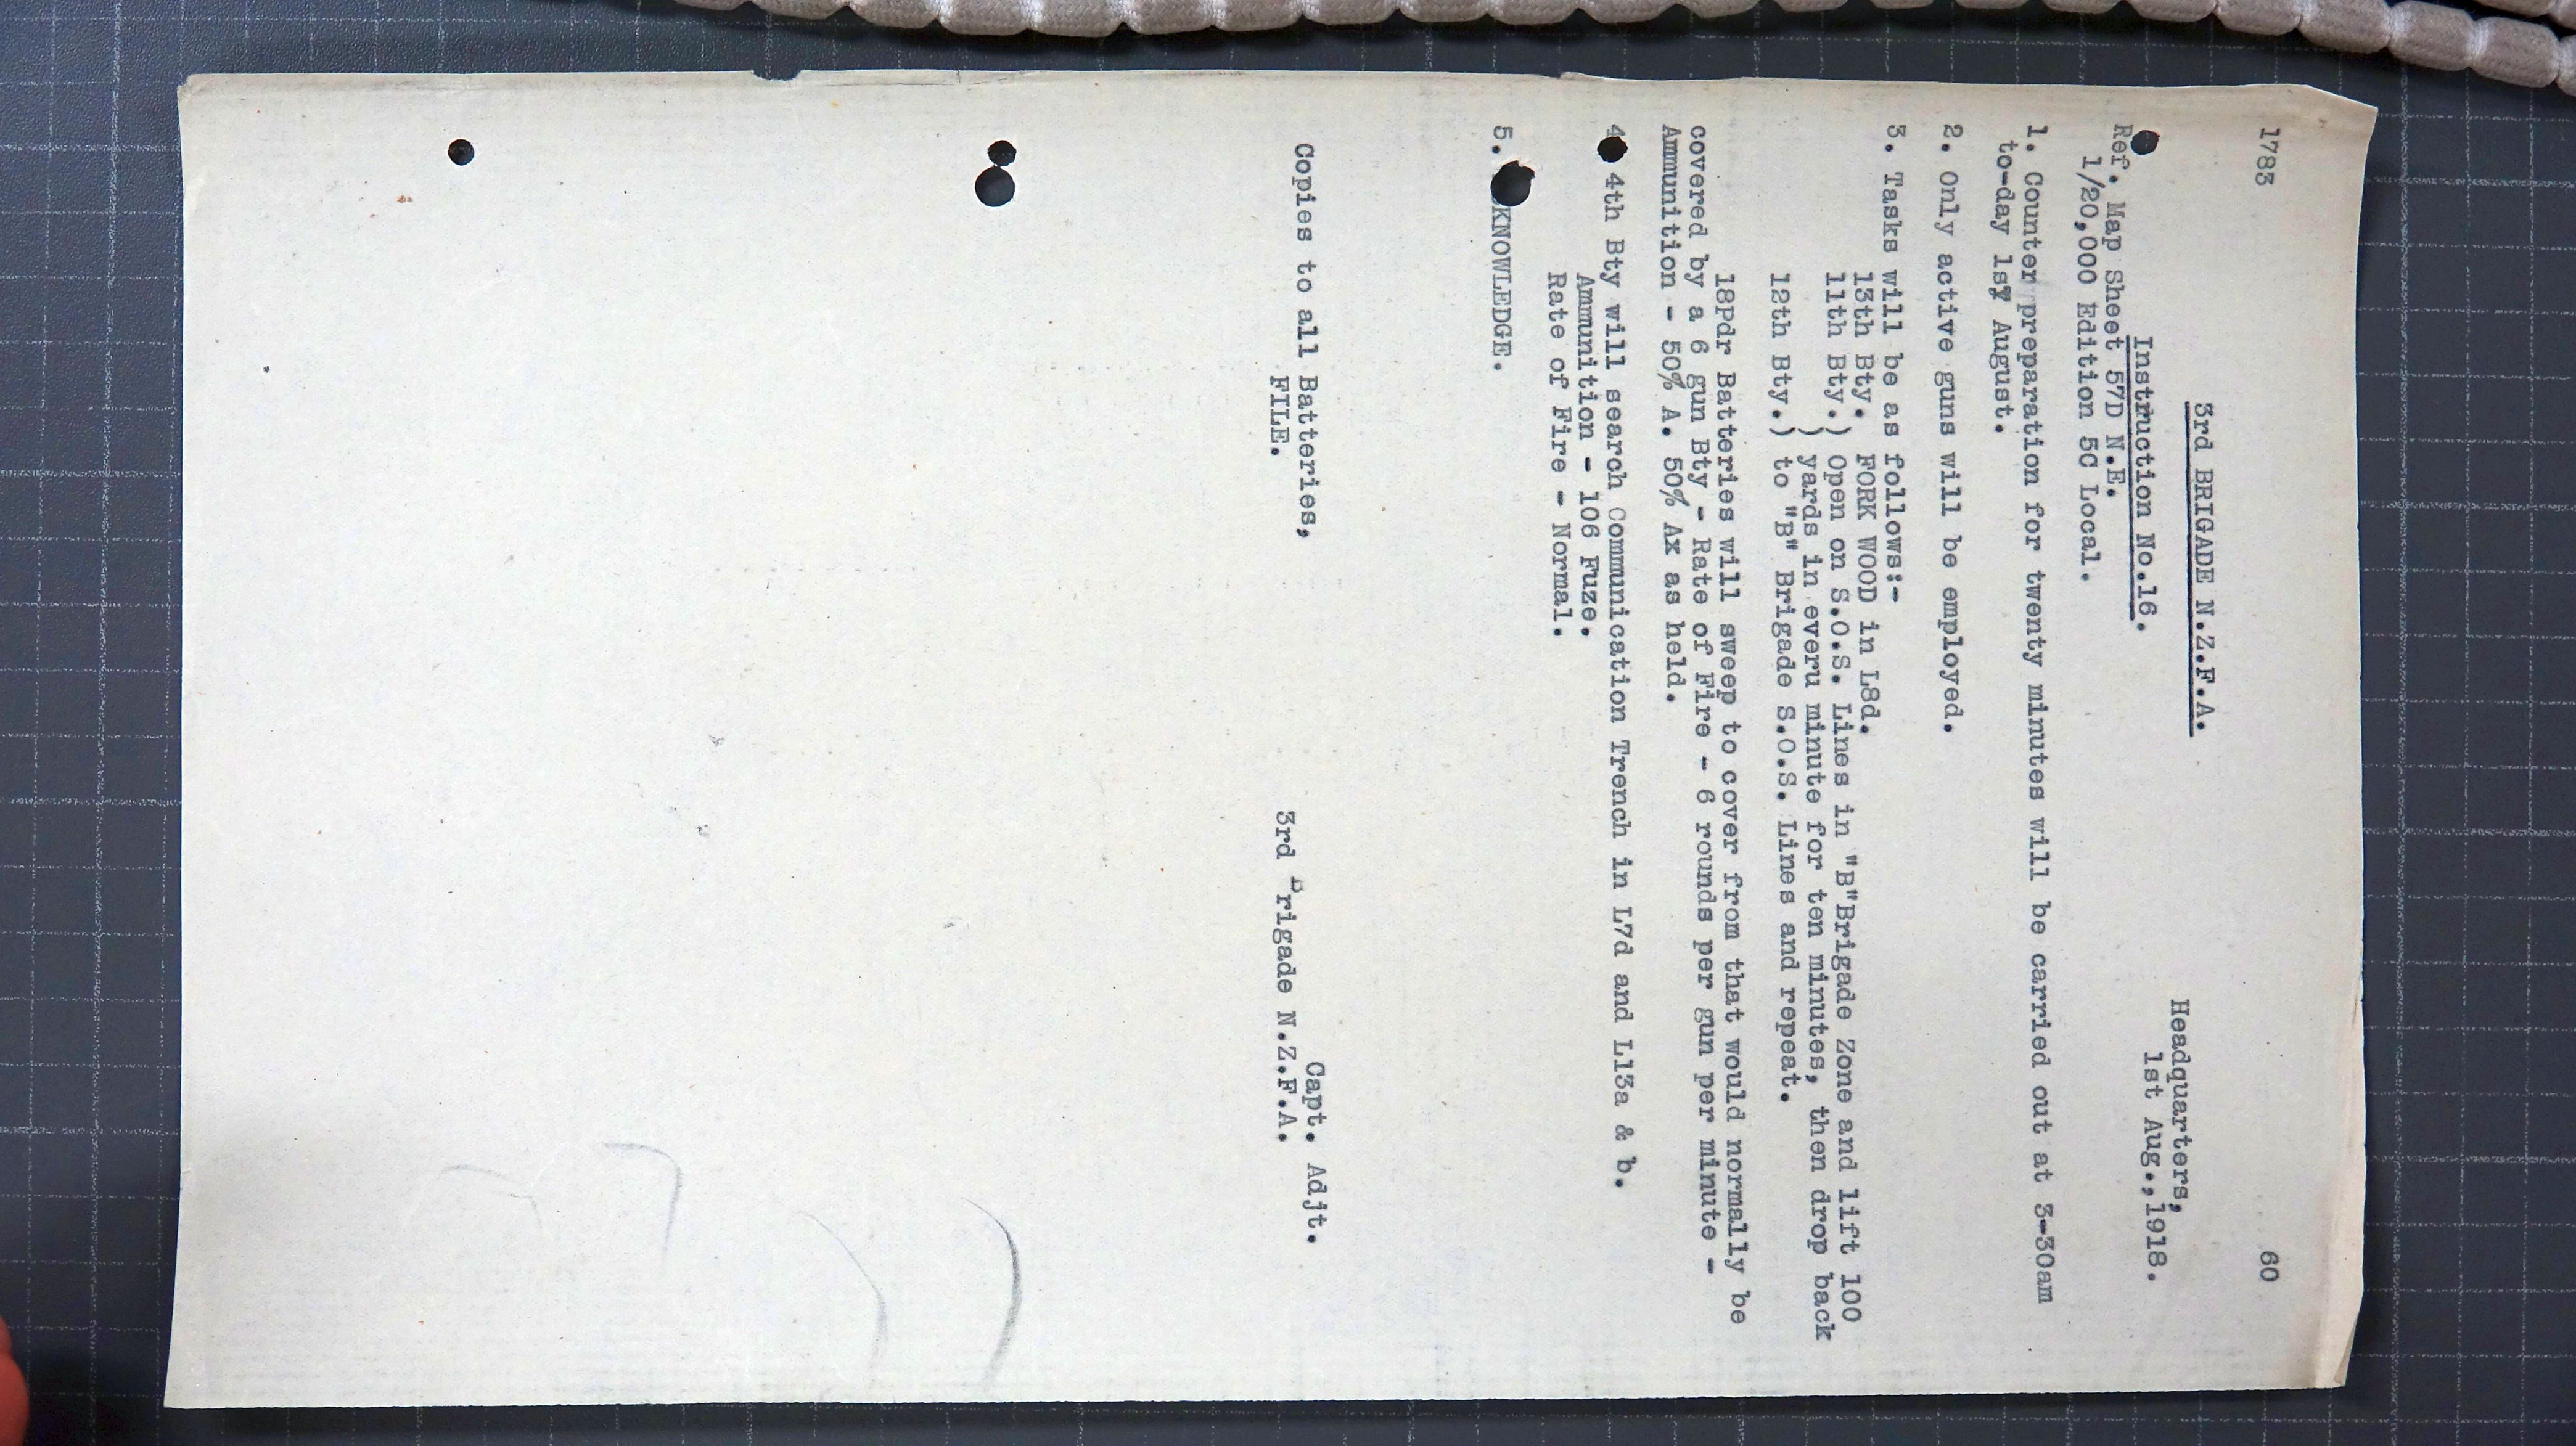 1783
60
3rd BRIGADE N.Z.F.A.
Headquarters,
1st Aug.,1918.
Instruction No.16.
Ref. Map Sheet 57D N.E.
1/20,000 Edition 5C Local.
1. Counter preparation for twenty minutes will be carried out at 3-30am
to-day 1sy August.
2. Only active guns will be employed.
3. Tasks will be as follows:-
13th Bty. FORK WOOD in L8d.
11th Bty.) Open on S.O.S. Lines in "B"Brigade Zone and lift 100
) yards in everu minute for ten minutes, then drop back
12th Bty.) to "B" Brigade S.O.S. Lines and repeat.
18pdr Batteries will sweep to cover from that would normally be
covered by a 6 gun Bty - Rate of Fire - 6 rounds per gun per minute -
Ammunition - 50% A. 50% Ax as held.
4 4th Bty will search Communication Trench in L7d and L13a & b.
Ammunition - 106 Fuze.
Rate of Fire - Normal.
5. KNOWLEDGE.
Capt. Adjt.
Copies to all Batteries,
3rd Brigade N.Z.F.A.
FILE.